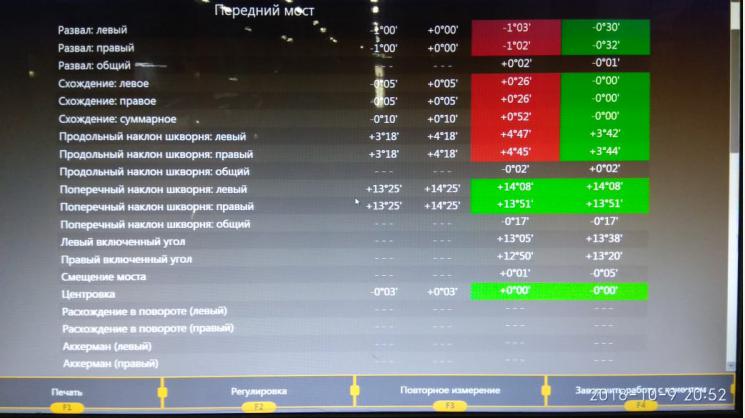 Передний мост
Развал: левый -1°00' +0°00' -1°03' -0°30'
Развал: правый -1°00' +0°00' -1°02' -0°32'
Развал: общий --- --- +0°02' -0°01'
Схождение: левое -0°05' +0°05' +0°26' -0°00'
Схождение: правое -0°05' +0°05' +0°26' -0°00'
Схождение: суммарное -0°10' +0°10' +0°52' -0°00'
Продольный наклон шкворня: левый +3°18' +4°18' +4°47' +3°42'
Продольный наклон шкворня: правый +3°18' +4°18' +4°45' +3°44'
Продольный наклон шкворня: общий --- --- -0°02' +0°02'
Поперечный наклон шкворня: левый +13°25' +14°25' +14°08' +14°08'
Поперечный наклон шкворня: правый +13°25' +14°25' +13°51' +13°51'
Поперечный наклон шкворня: общий --- --- -0°17' -0°17'
Левый включенный угол --- --- +13°05' +13°38'
Правый включенный угол --- --- +12°50' +13°20'
Смещение моста --- --- +0°01' -0°05'
Центровка -0°03' +0°03' +0°00' -0°00'
Расхождение в повороте (левый) --- --- --- ---
Расхождение в повороте (правый) --- --- --- ---
Аккерман (левый) --- --- --- ---
Аккерман (правый) --- --- --- ---
Печать Регулировка Повторное измерение Закончить работу с
F1 F2 F3 F4
2018-10-9 20:52